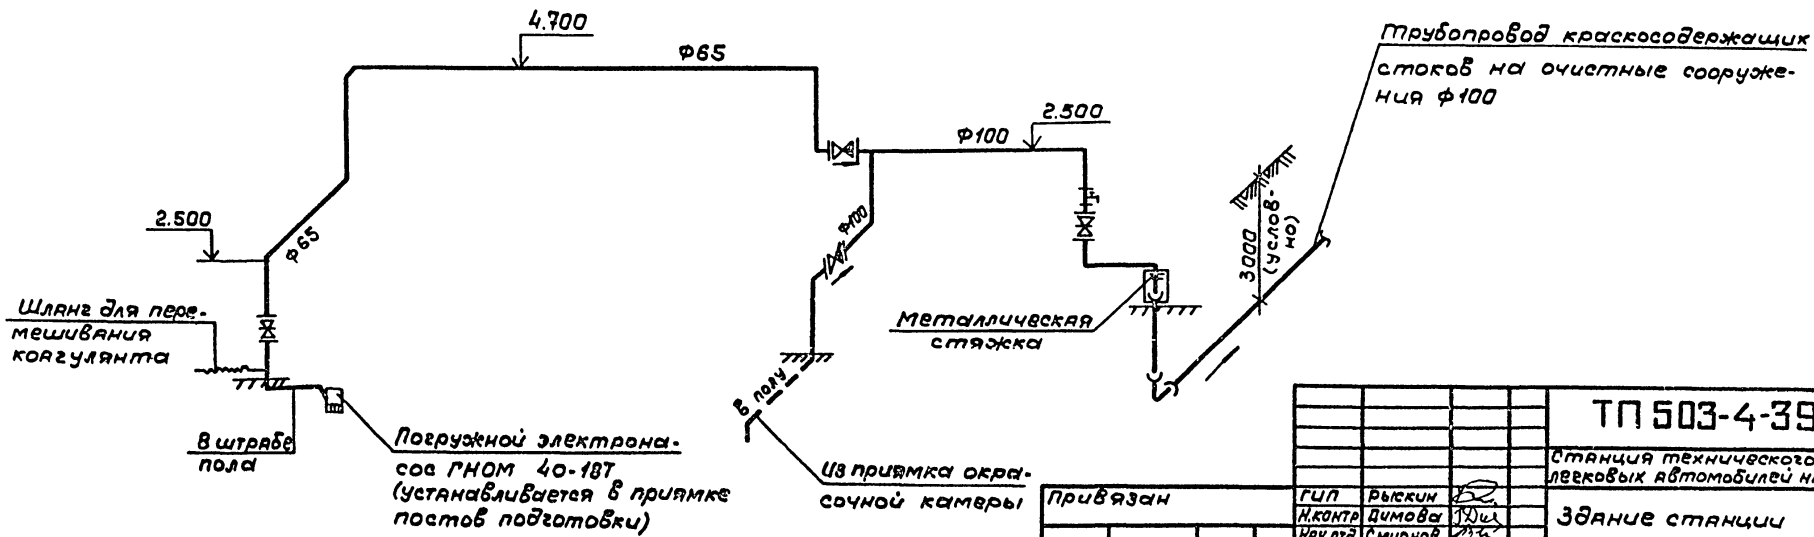 4.700
ф65
Трубопровод краскосодержащих
стоков на очистные сооруже-
ния ф100
2.500
ф100
2.500
ф65
ф100
3000
(услов-
но)
Шланг для пере-
мешивания
коагулянта
Металлическая
стяжка
в полу
В штрабе
пола
Погружной электрона-
сос ГНОМ 40-18Т
(устанавливается в приямке
постов подготовки)
Из приямка окра-
сочной камеры
Привязан
ТП 503-4-39
Станция технического
легковых автомобилей н
ГИП Рыскин
Н.контр Димова
Нач.отд Смирнов
Здание станции